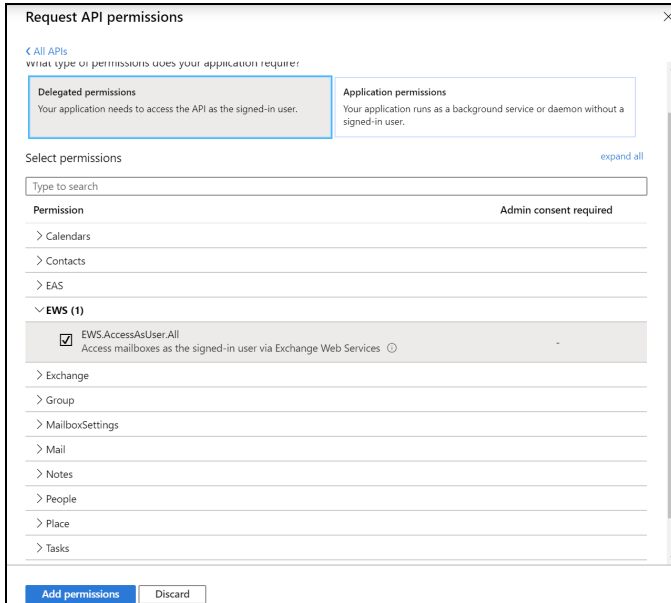 Request API permissions
All APIs
What type of permissions does your application require?
Delegated permissions
Your application needs to access the API as the signed-in user.
Application permissions
Your application runs as a background service or daemon without a
signed-in user.
Select permissions
expand all
Type to search
Permission
Admin consent required
Calendars
Contacts
EAS
EWS (1)
EWS.AccessAsUser.All
Access mailboxes as the signed-in user via Exchange Web Services
-
Exchange
Group
MailboxSettings
Mail
Notes
People
Place
Tasks
Add permissions
Discard